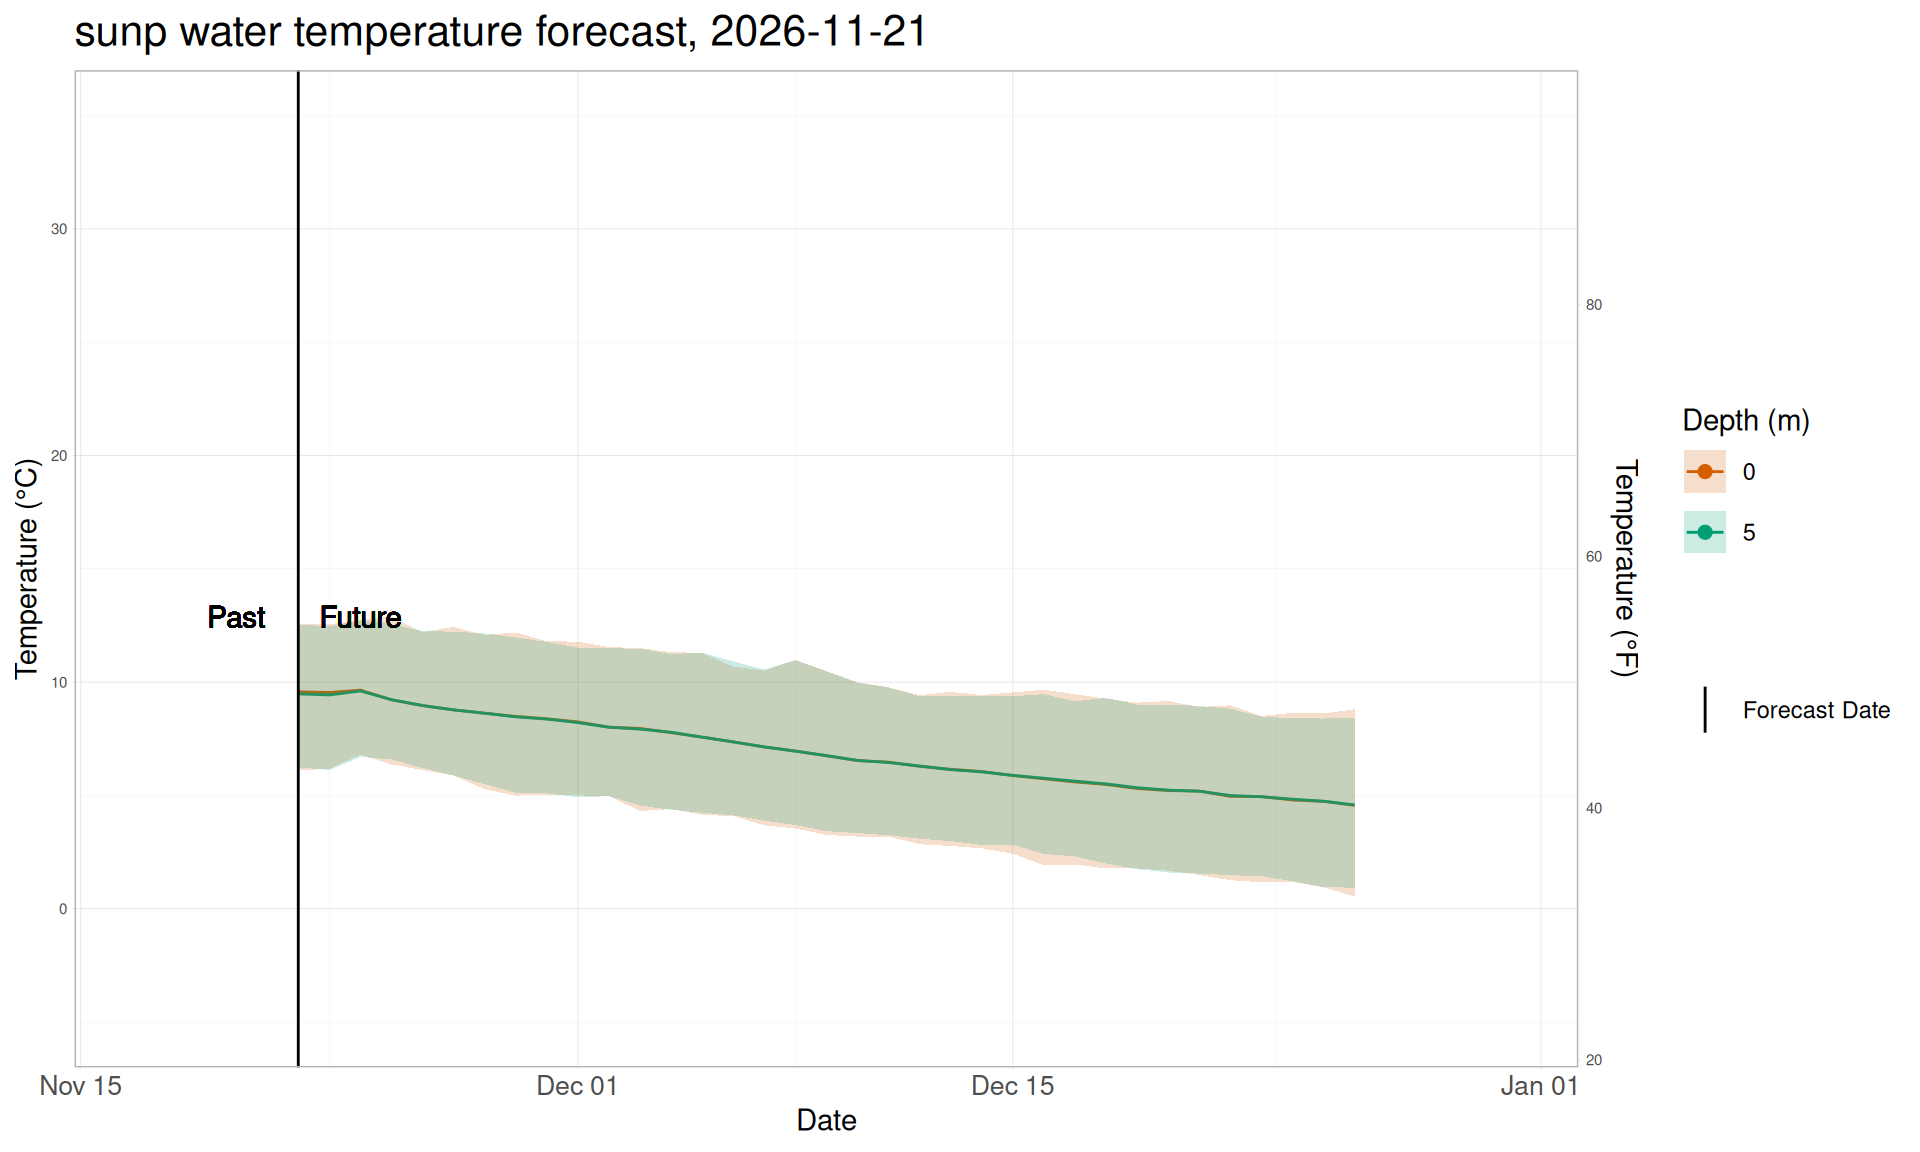 sunp water temperature forecast, 2026-11-21
Temperature (°C)
30
20
10
0
Past
Future
80
60
40
20
Temperature (°F)
Nov 15
Dec 01
Dec 15
Jan 01
Date
Depth (m)
0
5
Forecast Date